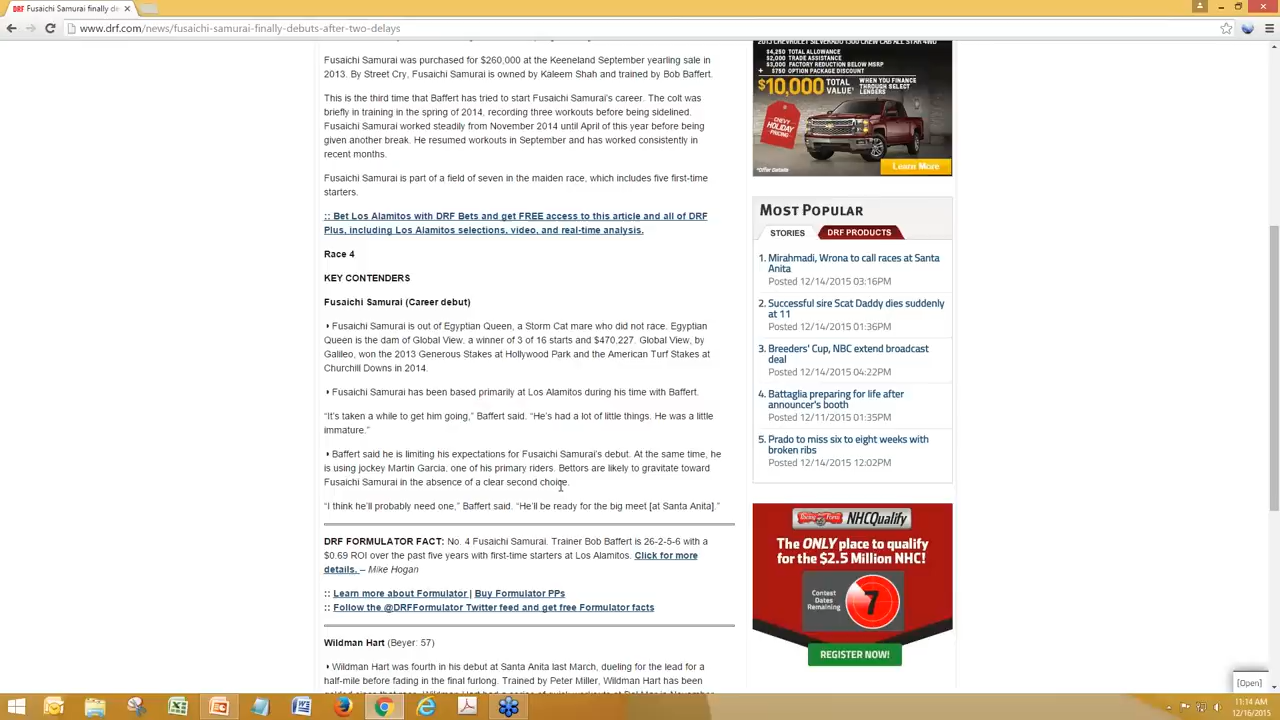 Fusaichi Samurai finally de
www.drf.com/news/fusaichi-samurai-finally-debuts-after-two-delays
Fusaichi Samurai was purchased for $260,000 at the Keeneland September yearling sale in
2013. By Street Cry, Fusaichi Samurai is owned by Kaleem Shah and trained by Bob Baffert.
This is the third time that Baffert has tried to start Fusaichi Samurai's career. The colt was
briefly in training in the spring of 2014, recording three workouts before being sidelined.
Fusaichi Samurai worked steadily from November 2014 until April of this year before being
given another break. He resumed workouts in September and has worked consistently in
recent months.
Fusaichi Samurai is part of a field of seven in the maiden race, which includes five first-time
starters.
:: Bet Los Alamitos with DRF Bets and get FREE access to this article and all of DRF
Plus, including Los Alamitos selections, video, and real-time analysis.
Race 4
KEY CONTENDERS
Fusaichi Samurai (Career debut)
Fusaichi Samurai is out of Egyptian Queen, a Storm Cat mare who did not race. Egyptian
Queen is the dam of Global View, a winner of 3 of 16 starts and $470,227. Global View, by
Galileo, won the 2013 Generous Stakes at Hollywood Park and the American Turf Stakes at
Churchill Downs in 2014.
Fusaichi Samurai has been based primarily at Los Alamitos during his time with Baffert.
“It's taken a while to get him going,” Baffert said. “He's had a lot of little things. He was a little
immature.”
Baffert said he is limiting his expectations for Fusaichi Samurai's debut. At the same time, he
is using jockey Martin Garcia, one of his primary riders. Bettors are likely to gravitate toward
Fusaichi Samurai in the absence of a clear second choice.
“I think he'll probably need one,” Baffert said. “He'll be ready for the big meet [at Santa Anita].”
DRF FORMULATOR FACT: No. 4 Fusaichi Samurai. Trainer Bob Baffert is 26-2-5-6 with a
$0.69 ROI over the past five years with first-time starters at Los Alamitos. Click for more
details. – Mike Hogan
:: Learn more about Formulator | Buy Formulator PPs
:: Follow the @DRFFormulator Twitter feed and get free Formulator facts
Wildman Hart (Beyer: 57)
Wildman Hart was fourth in his debut at Santa Anita last March, dueling for the lead for a
half-mile before fading in the final furlong. Trained by Peter Miller, Wildman Hart has been
$4,250 TOTAL ALLOWANCE
$2,000 TRADE ASSISTANCE
$3,000 FACTORY REDUCTION BELOW MSRP
+ $750 OPTION PACKAGE DISCOUNT
$10,000 TOTAL VALUE WHEN YOU FINANCE THROUGH SELECT LENDERS
CHEVY HOLIDAY PRICING
*Offer Details
Learn More
MOST POPULAR
STORIES DRF PRODUCTS
1. Mirahmadi, Wrona to call races at Santa
Anita
Posted 12/14/2015 03:16PM
2. Successful sire Scat Daddy dies suddenly
at 11
Posted 12/14/2015 01:36PM
3. Breeders' Cup, NBC extend broadcast
deal
Posted 12/14/2015 04:22PM
4. Battaglia preparing for life after
announcer's booth
Posted 12/11/2015 01:35PM
5. Prado to miss six to eight weeks with
broken ribs
Posted 12/14/2015 12:02PM
NHCQualify
The ONLY place to qualify
for the $2.5 Million NHC!
Contest
Dates
Remaining
7
REGISTER NOW!
[Open]
11:14 AM
12/16/2015